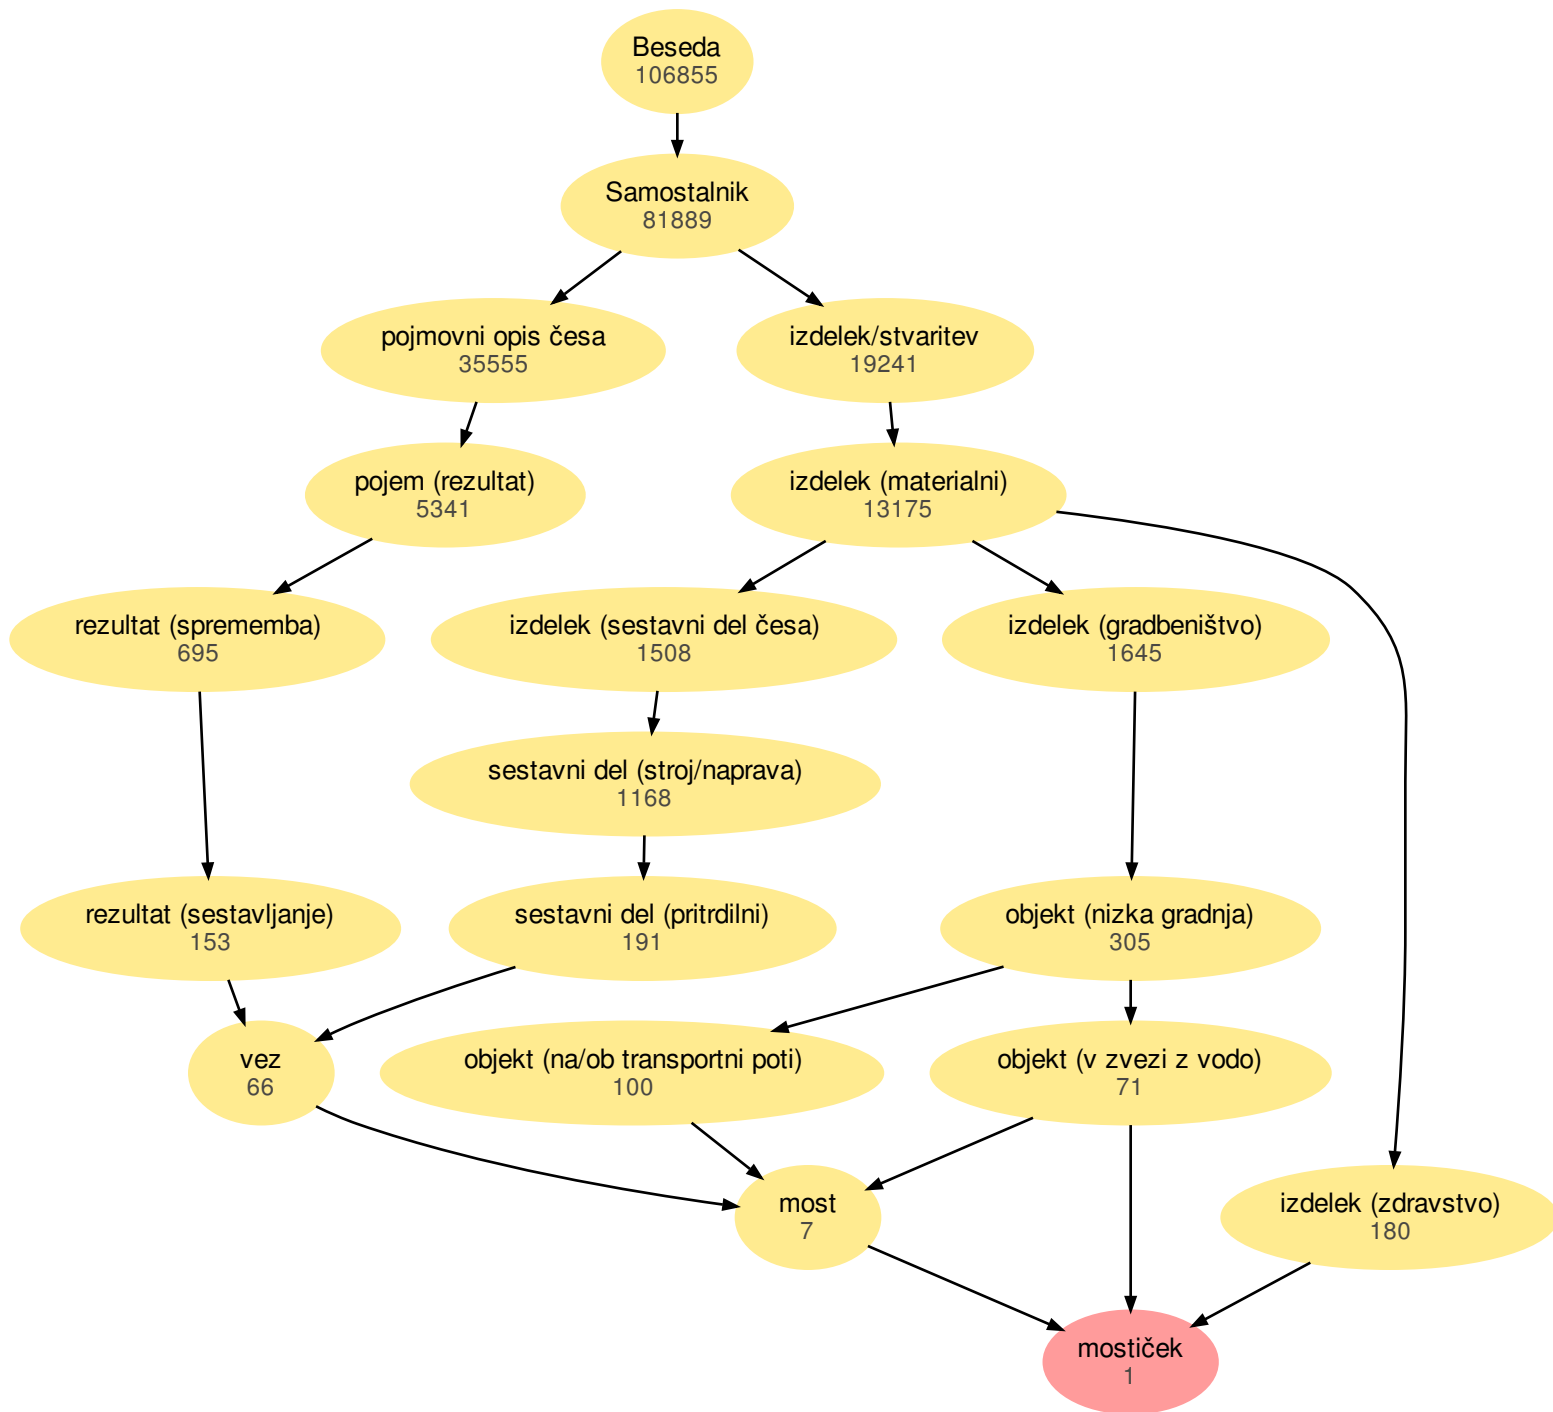 Beseda
106855
Samostalnik
81889
pojmovni opis česa
35555
izdelek/stvaritev
19241
pojem (rezultat)
5341
izdelek (materialni)
13175
rezultat (sprememba)
695
izdelek (sestavni del česa)
1508
izdelek (gradbeništvo)
1645
sestavni del (stroj/naprava)
1168
rezultat (sestavljanje)
153
sestavni del (pritrdilni)
191
objekt (nizka gradnja)
305
vez
66
objekt (na/ob transportni poti)
100
objekt (v zvezi z vodo)
71
most
7
izdelek (zdravstvo)
180
mostiček
1